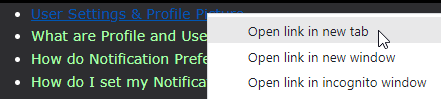 User Settings & Profile Picture
What are Profile and Use
How do Notification Prefe
How do I set my Notifica
Open link in new tab
Open link in new window
Open link in incognito window